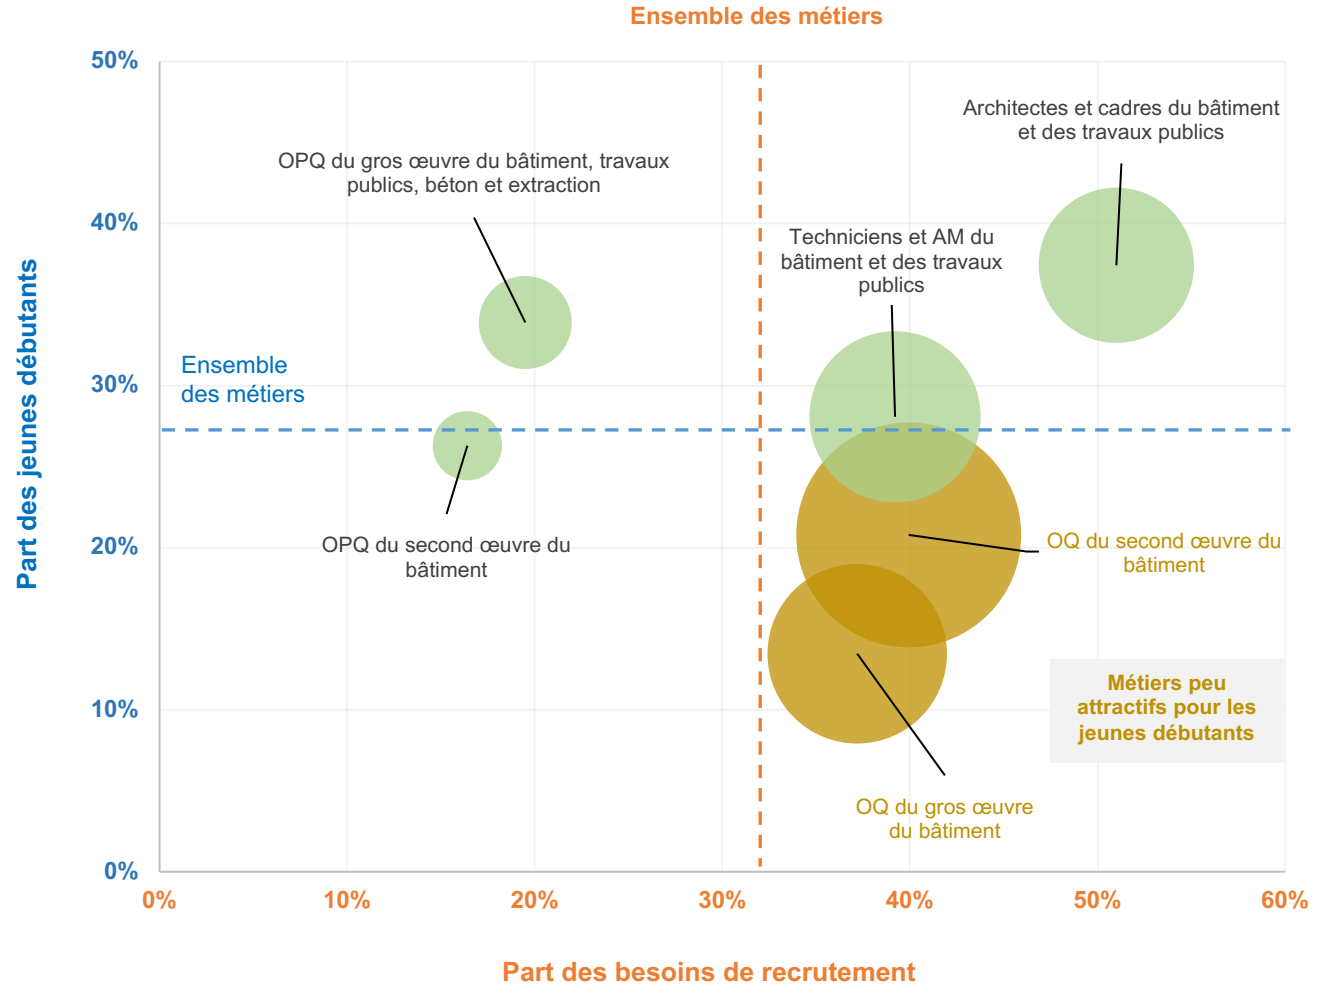 Ensemble des métiers
50%
Architectes et cadres du bâtiment
et des travaux publics
OPQ du gros œuvre du bâtiment, travaux
publics, béton et extraction
40%
Techniciens et AM du
bâtiment et des travaux
publics
Part des jeunes débutants
Ensemble
des métiers
30%
OPQ du second œuvre du
bâtiment
20%
OQ du second œuvre du
bâtiment
Métiers peu
attractifs pour les
jeunes débutants
10%
OQ du gros œuvre
du bâtiment
0%
0%
10%
20%
30%
40%
50%
60%
Part des besoins de recrutement